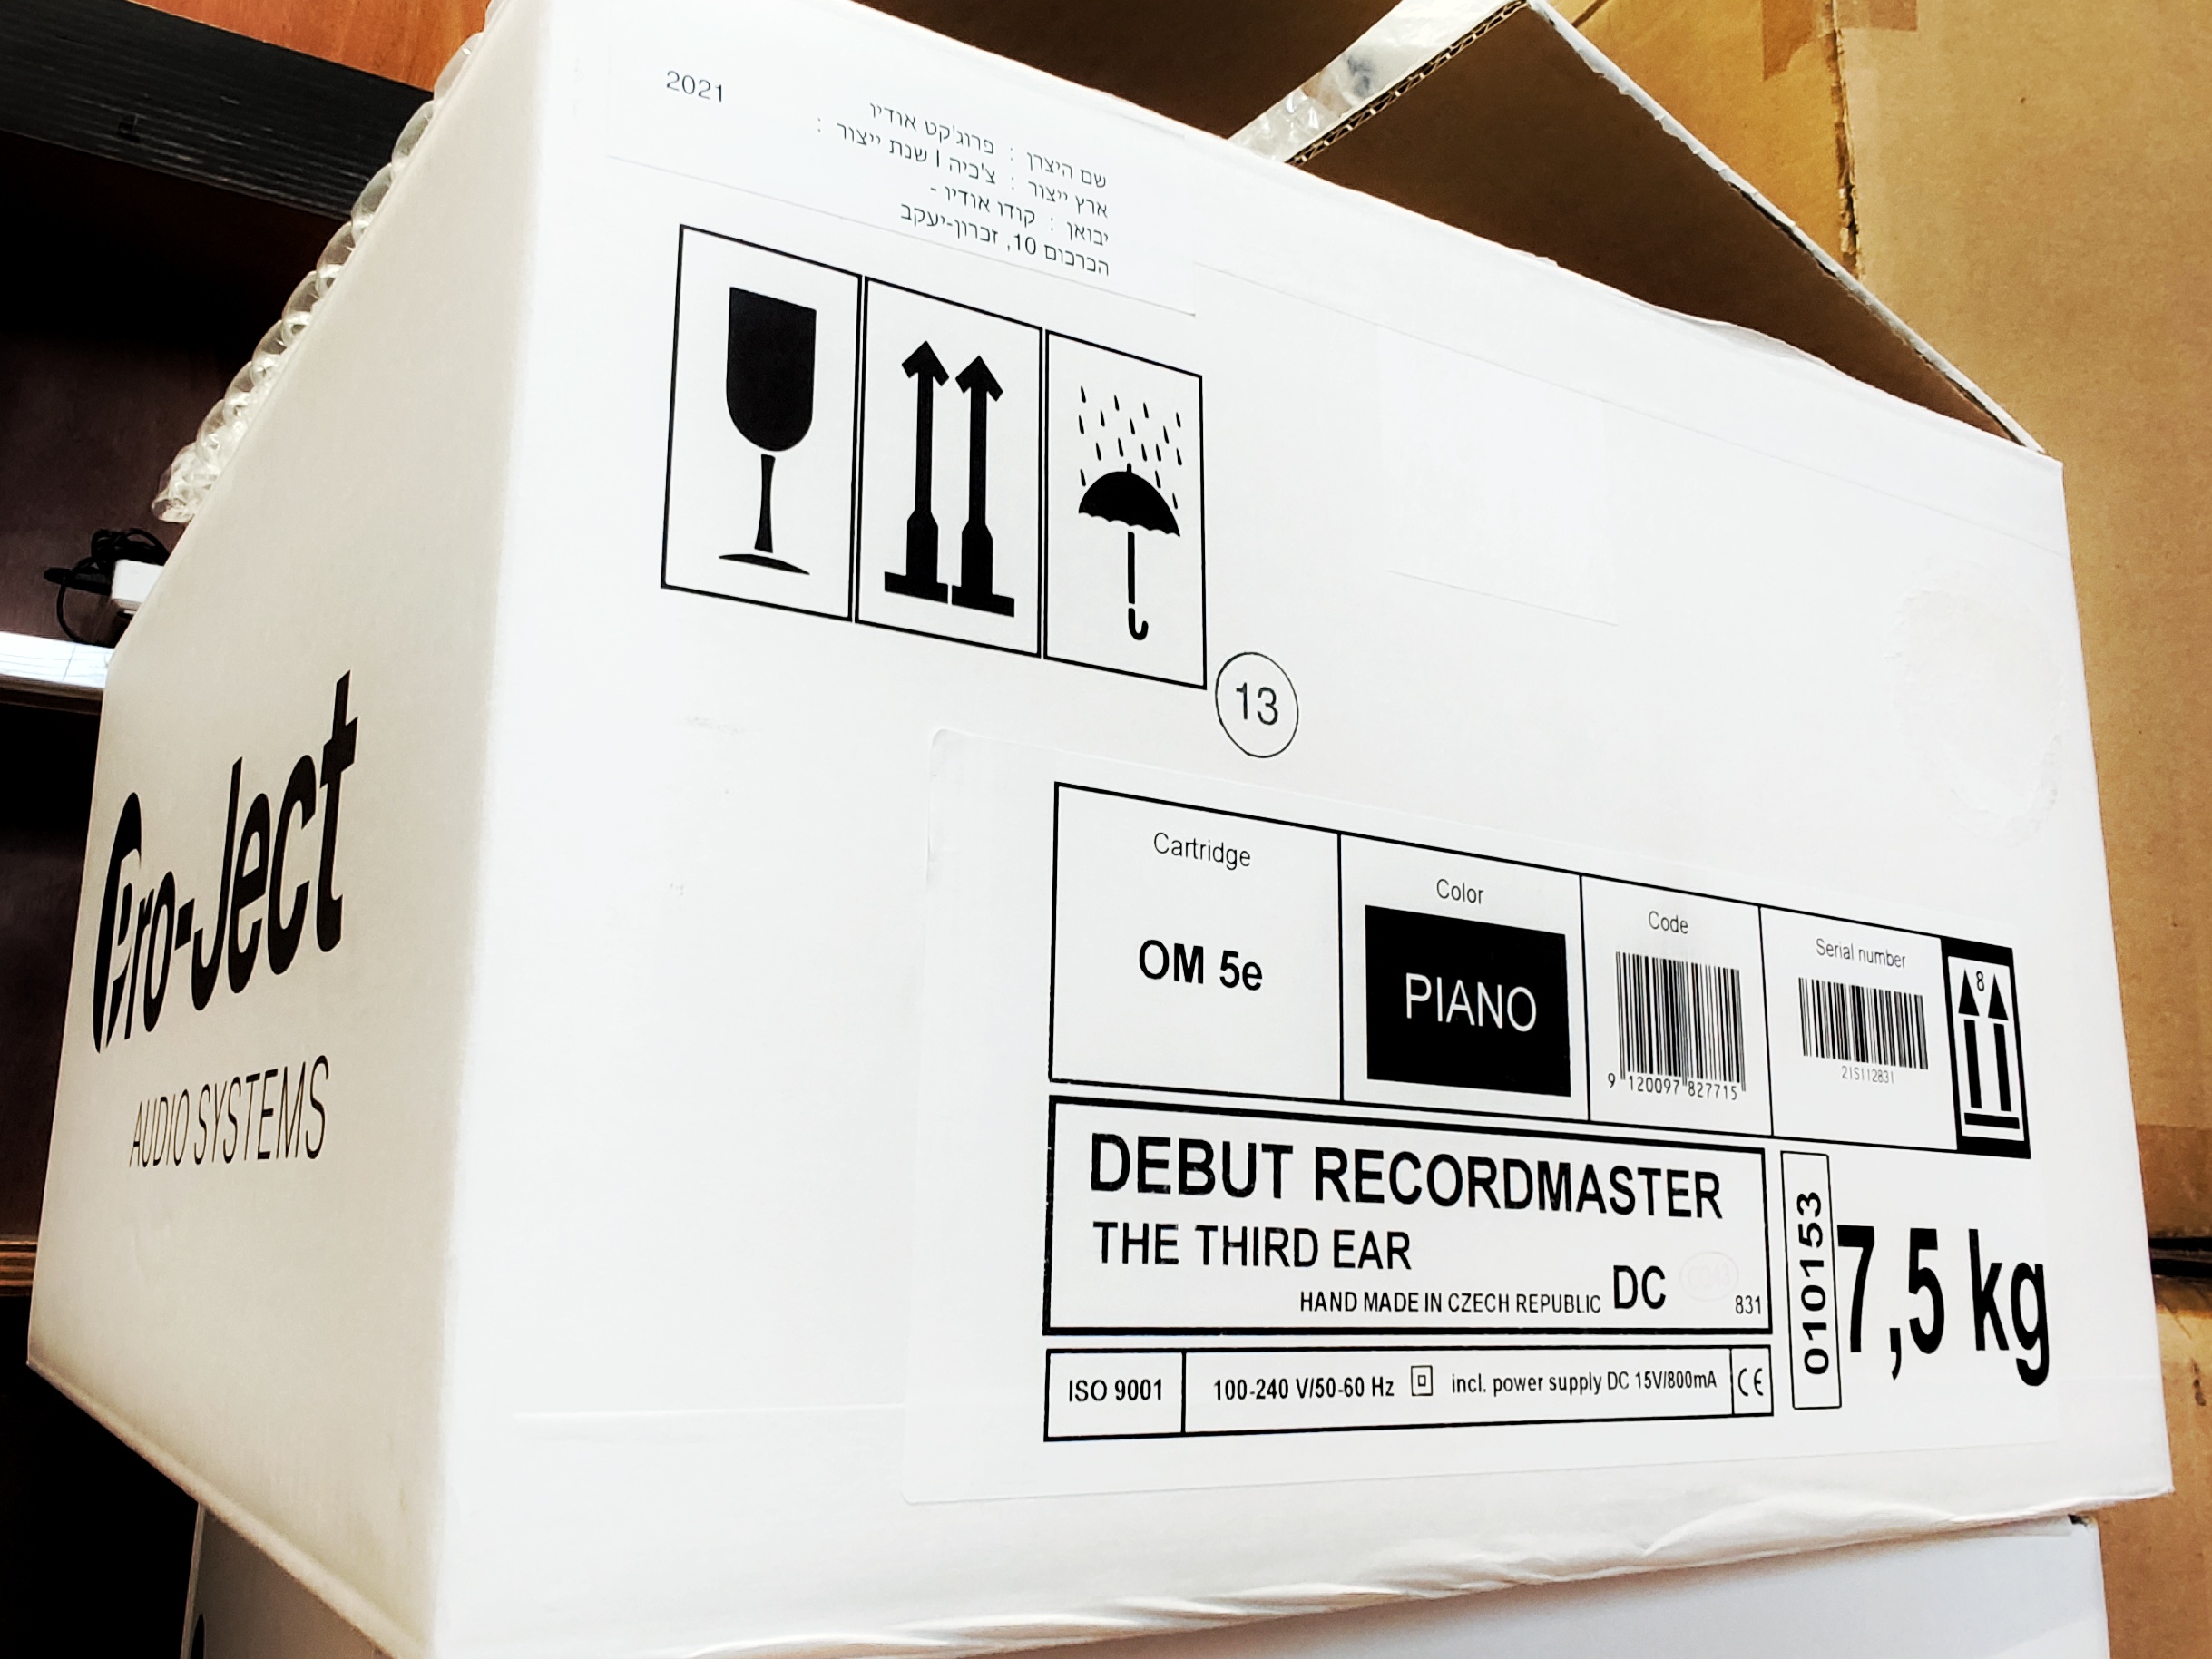 2021
שם היצרן : פרוג'קט אודיו
ארץ ייצור : צ'כיה | שנת ייצור :
יבואן : קודו אודיו -
הכרכום 10, זכרון-יעקב
13
Pro-Ject
AUDIO SYSTEMS
Cartridge
OM 5e
Color
PIANO
Code
9 120097 827715
Serial number
21S112831
8
DEBUT RECORDMASTER
THE THIRD EAR
HAND MADE IN CZECH REPUBLIC DC
831
010153
7,5 kg
ISO 9001
100-240 V/50-60 Hz incl. power supply DC 15V/800mA
CE